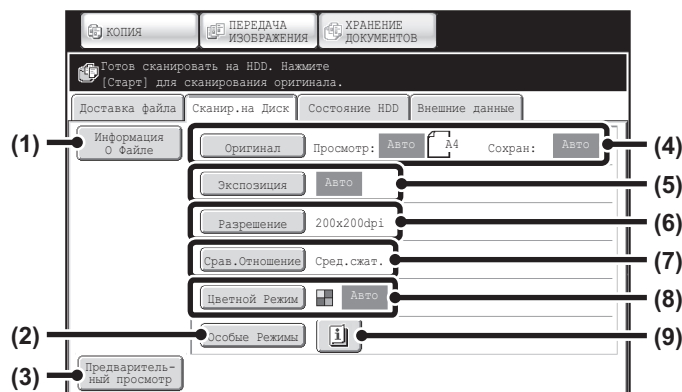 КОПИЯ
ПЕРЕДАЧА
ИЗОБРАЖЕНИЯ
ХРАНЕНИЕ
ДОКУМЕНТОВ
Готов сканировать на HDD. Нажмите
[Старт] для сканирования оригинала.
Доставка файла Сканир.на Диск Состояние HDD Внешние данные
(1) Информация
О Файле
Оригинал Просмотр: Авто A4 Сохран: Авто (4)
Экспозиция Авто (5)
Разрешение 200x200dpi (6)
Срав.Отношение Сред.сжат. (7)
Цветной Режим Авто (8)
(2) Особые Режимы i (9)
(3) Предваритель-
ный просмотр